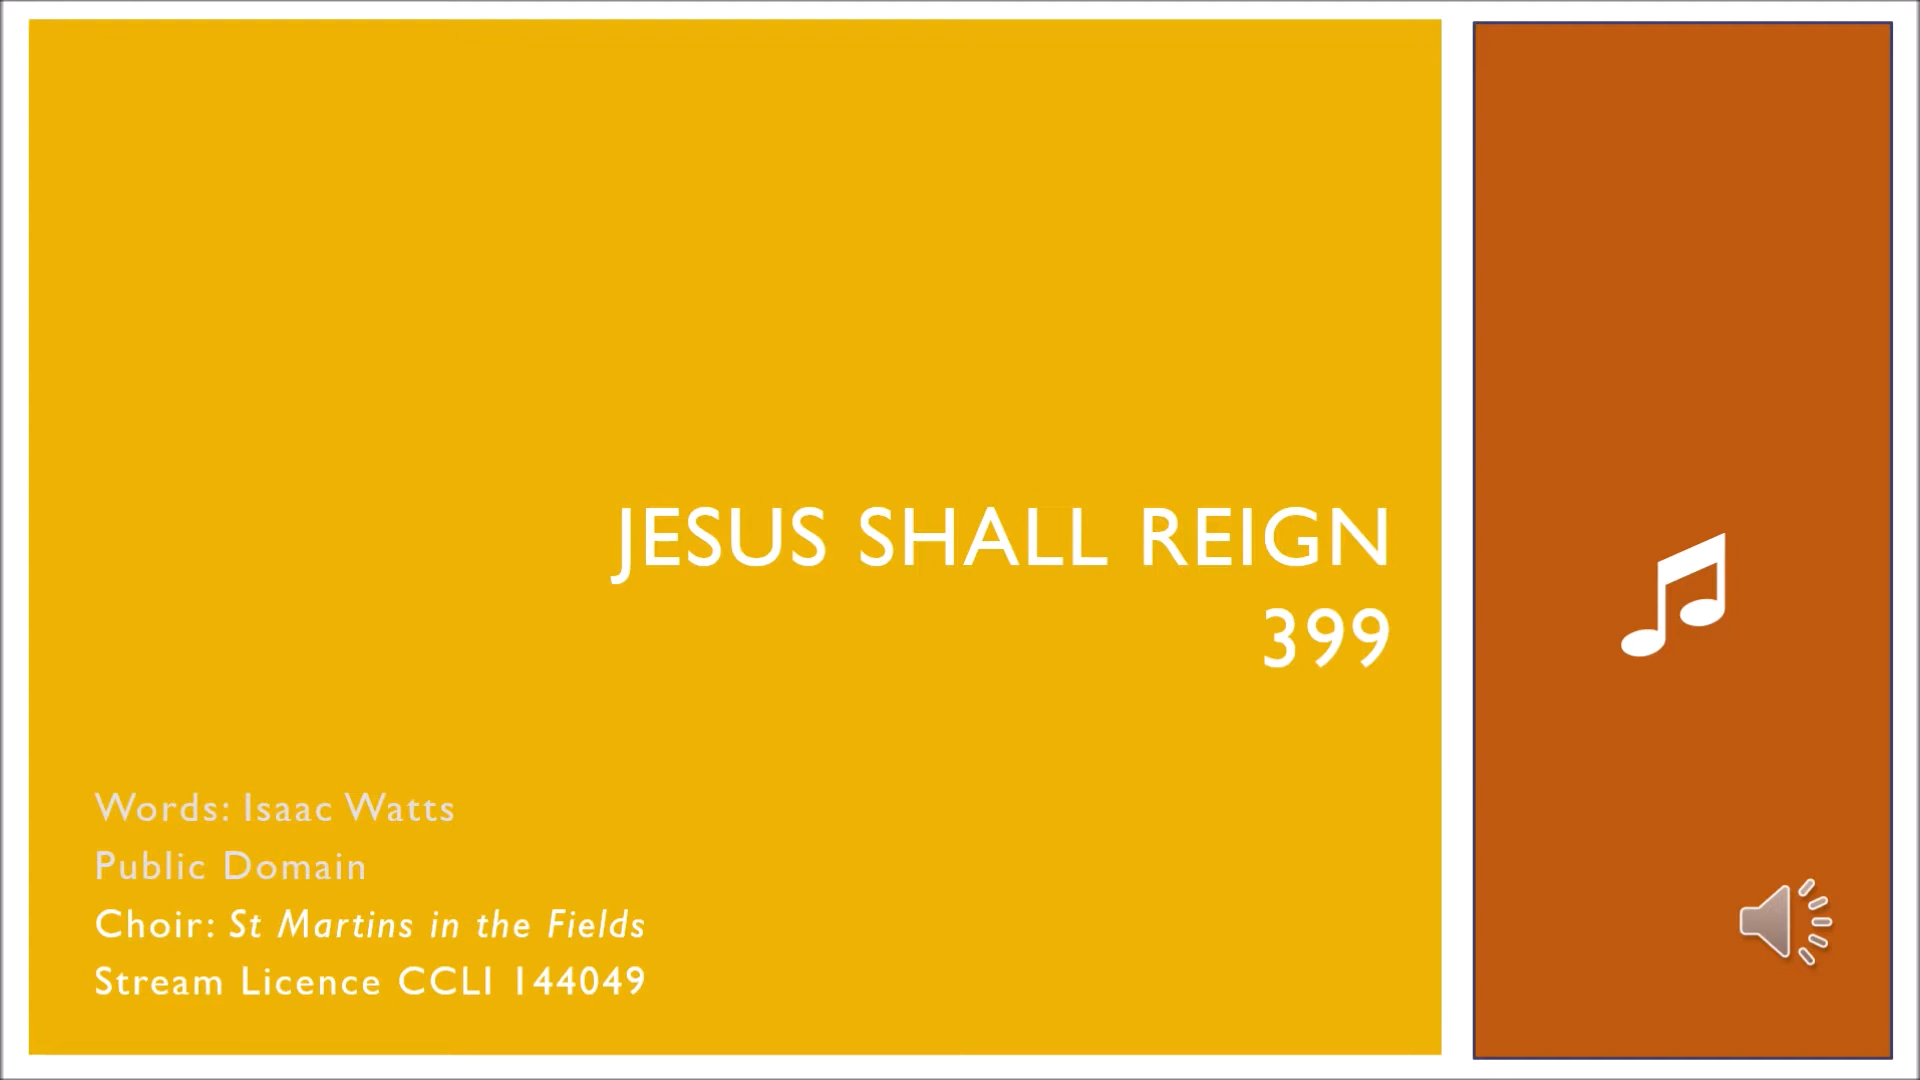 JESUS SHALL REIGN
399
Words: Isaac Watts
Public Domain
Choir: St Martins in the Fields
Stream Licence CCLI 144049